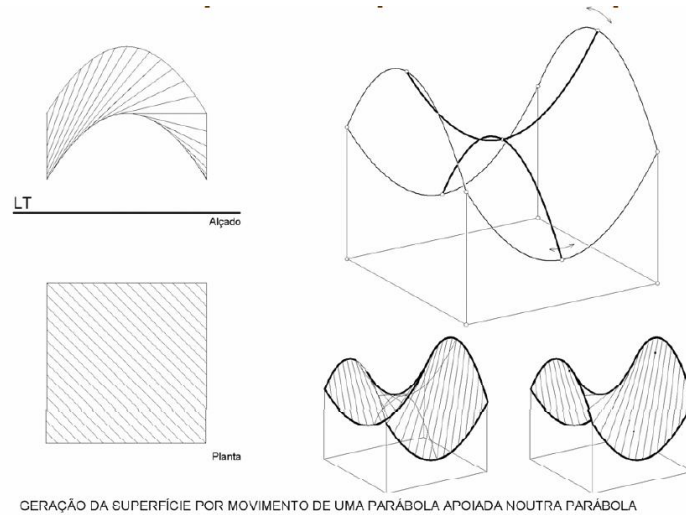 LT
Alçado
Planta
GERAÇÃO DA SUPERFÍCIE POR MOVIMENTO DE UMA PARÁBOLA APOIADA NOUTRA PARÁBOLA